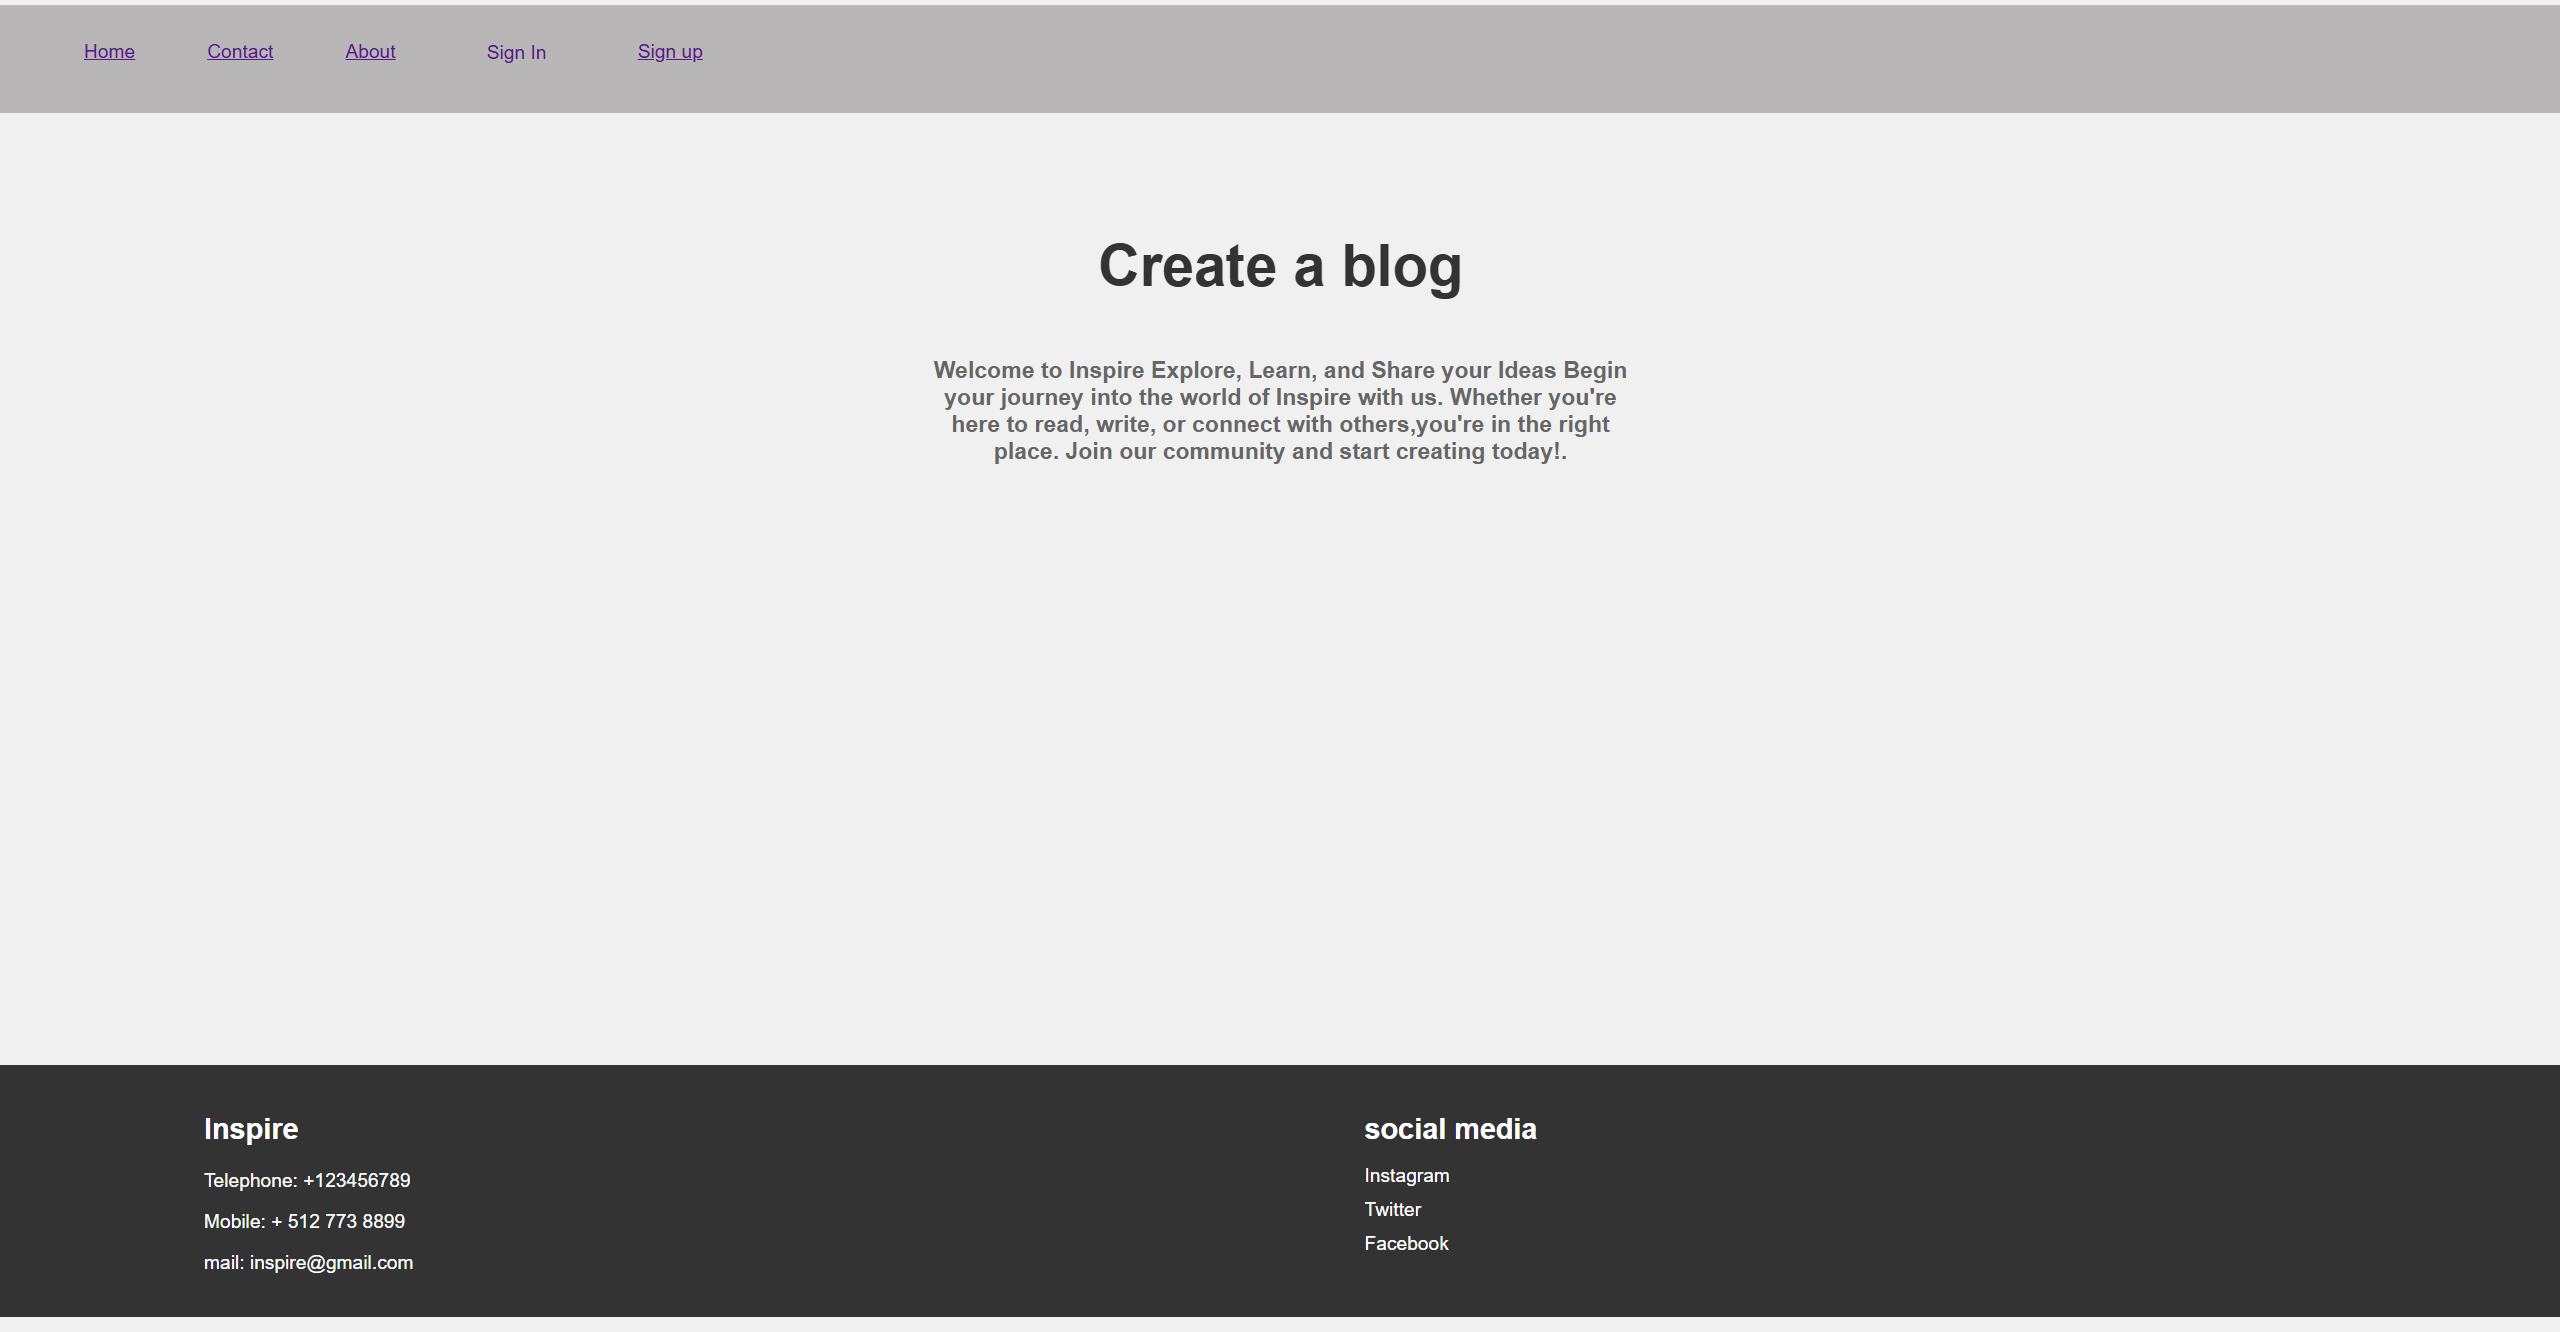 Home Contact About Sign In Sign up
Create a blog
Welcome to Inspire Explore, Learn, and Share your Ideas Begin
your journey into the world of Inspire with us. Whether you're
here to read, write, or connect with others,you're in the right
place. Join our community and start creating today!.
Inspire
Telephone: +123456789
Mobile: + 512 773 8899
mail: inspire@gmail.com
social media
Instagram
Twitter
Facebook